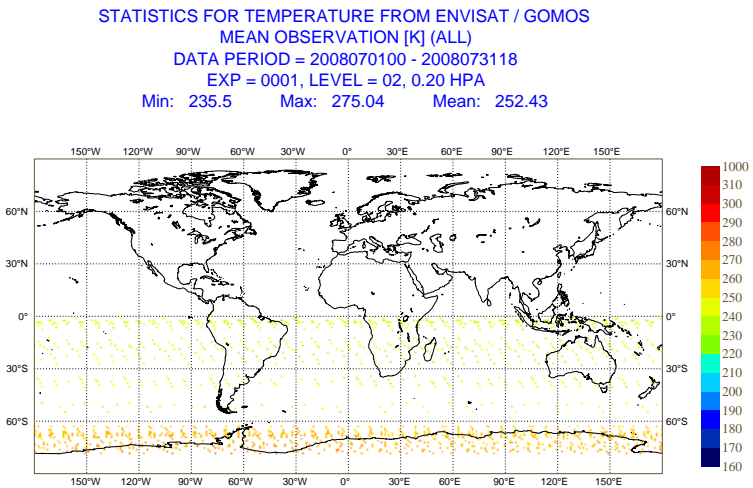 STATISTICS FOR TEMPERATURE FROM ENVISAT / GOMOS
MEAN OBSERVATION [K] (ALL)
DATA PERIOD = 2008070100 - 2008073118
EXP = 0001, LEVEL = 02, 0.20 HPA
Min: 235.5 Max: 275.04 Mean: 252.43
150°W 120°W 90°W 60°W 30°W 0° 30°E 60°E 90°E 120°E 150°E
60°N 60°N
30°N 30°N
0° 0°
30°S 30°S
60°S 60°S
150°W 120°W 90°W 60°W 30°W 0° 30°E 60°E 90°E 120°E 150°E
1000
310
300
290
280
270
260
250
240
230
220
210
200
190
180
170
160